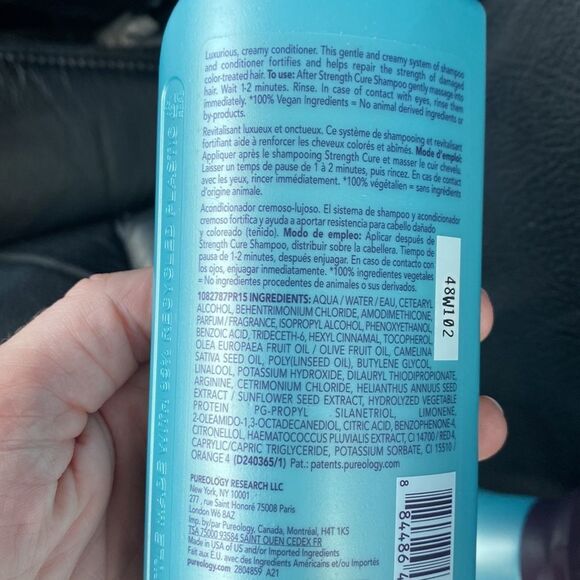 Luxurious, creamy conditioner. This gentle and creamy system of shampoo
and conditioner fortifies and helps repair the strength of damaged
color-treated hair. To use: After Strength Cure Shampoo gently massage into
hair. Wait 1-2 minutes. Rinse. In case of contact with eyes, rinse them
immediately. *100% Vegan Ingredients = No animal derived ingredients or
by-products.
Revitalisant luxueux et onctueux. Ce système de shampooing et revitalisant
fortifiant aide à renforcer les cheveux colorés et abîmés. Mode d'emploi:
Appliquer après le shampooing Strength Cure et masser le cuir chevelu.
Laisser un temps de pause de 1 à 2 minutes, puis rincez. En cas de contact
avec les yeux, rincer immédiatement. *100% végétalien = sans ingrédients
d'origine animale.
Acondicionador cremoso-lujoso. El sistema de shampoo y acondicionador
cremoso fortifica y ayuda a aportar resistencia para cabello dañado
y coloreado (teñido). Modo de empleo: Aplicar después de
Strength Cure Shampoo, distribuir sobre la cabellera. Tiempo de
pausa de 1-2 minutos, después enjuagar. En caso de contacto con
los ojos, enjuagar inmediatamente. *100% ingredientes vegetales
= No ingredientes procedentes de animales o sus derivados.
1082787PR15 INGREDIENTS: AQUA / WATER / EAU, CETEARYL
ALCOHOL, BEHENTRIMONIUM CHLORIDE, AMODIMETHICONE,
PARFUM / FRAGRANCE, ISOPROPYL ALCOHOL, PHENOXYETHANOL,
BENZOIC ACID, TRIDECETH-6, HEXYL CINNAMAL, TOCOPHEROL,
OLEA EUROPAEA FRUIT OIL / OLIVE FRUIT OIL, CAMELINA
SATIVA SEED OIL, POLY(LINSEED OIL), BUTYLENE GLYCOL,
LINALOOL, POTASSIUM HYDROXIDE, DILAURYL THIODIPROPIONATE,
ARGININE, CETRIMONIUM CHLORIDE, HELIANTHUS ANNUUS SEED
EXTRACT / SUNFLOWER SEED EXTRACT, HYDROLYZED VEGETABLE
PROTEIN PG-PROPYL SILANETRIOL, LIMONENE,
2-OLEAMIDO-1,3-OCTADECANEDIOL, CITRIC ACID, BENZOPHENONE-4,
CITRONELLOL, HAEMATOCOCCUS PLUVIALIS EXTRACT, CI 14700 / RED 4,
CAPRYLIC/CAPRIC TRIGLYCERIDE, POTASSIUM SORBATE, CI 15510 /
ORANGE 4 (D240365/1) Pat.: patents.pureology.com
48W102
PUREOLOGY RESEARCH LLC
New York, NY 10001
277, rue Saint Honoré 75008 Paris
London W6 8AZ
Imp. by/par Pureology, Canada, Montréal, H4T 1K5
TSA 75000 93584 SAINT OUEN CEDEX FR
Made in USA of US and/or Imported Ingredients
Fait aux É.U. avec des Ingrédients Américains et/ou Importés
pureology.com 2804859 A21
8 84486